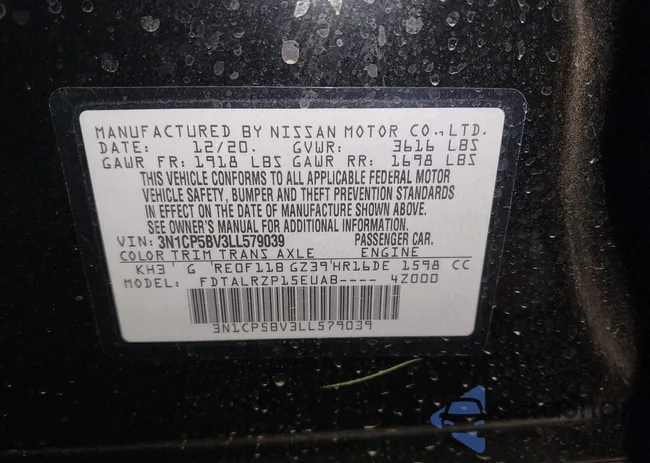 MANUFACTURED BY NISSAN MOTOR CO., LTD.
DATE: 12/20. GVWR: 3616 LBS
GAWR FR: 1918 LBS GAWR RR: 1698 LBS
THIS VEHICLE CONFORMS TO ALL APPLICABLE FEDERAL MOTOR
VEHICLE SAFETY, BUMPER AND THEFT PREVENTION STANDARDS
IN EFFECT ON THE DATE OF MANUFACTURE SHOWN ABOVE.
SEE OWNER'S MANUAL FOR ADDITIONAL INFORMATION.
VIN: 3N1CP5BV3LL579039 PASSENGER CAR.
COLOR TRIM TRANS AXLE ENGINE
KH3 G RE0F11B GZ39 HR16DE 1598 CC
MODEL: FDTALRZP15EUAB---- 4Z000
3N1CP5BV3LL579039